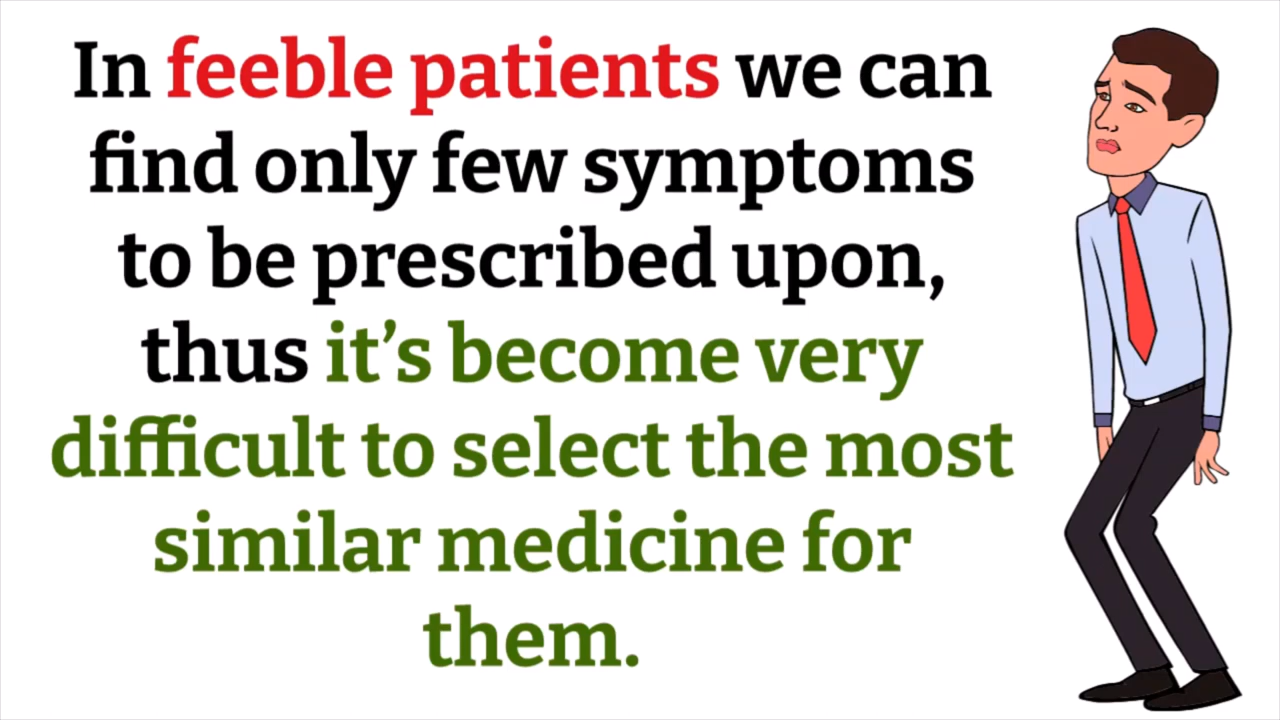 In feeble patients we can
find only few symptoms
to be prescribed upon,
thus it’s become very
difficult to select the most
similar medicine for
them.